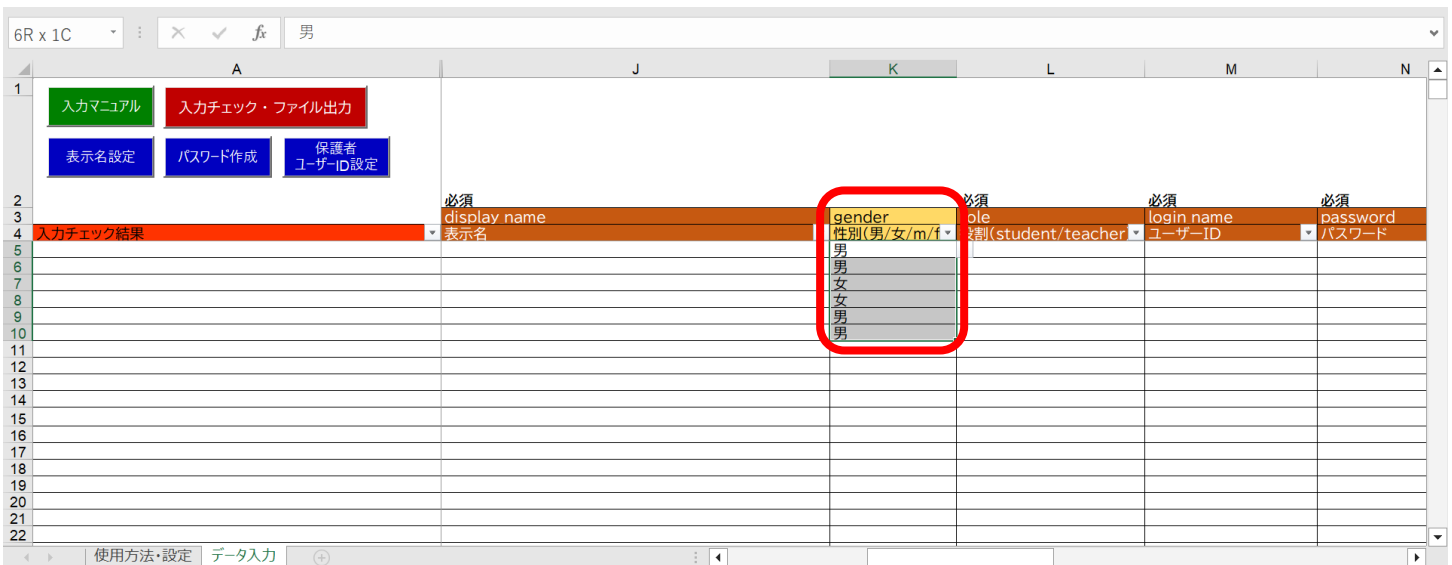 6R x 1C fx 男
A J K L M N
1
入力マニュアル 入力チェック・ファイル出力
表示名設定 パスワード作成 保護者
ユーザーID設定
2 必須 必須 必須 必須
3 display name gender ole login name password
4 入力チェック結果 表示名 性別(男/女/m/f 役割(student/teacher) ユーザーID パスワード
5 男
6 男
7 女
8 女
9 男
10 男
11
12
13
14
15
16
17
18
19
20
21
22
使用方法・設定 データ入力